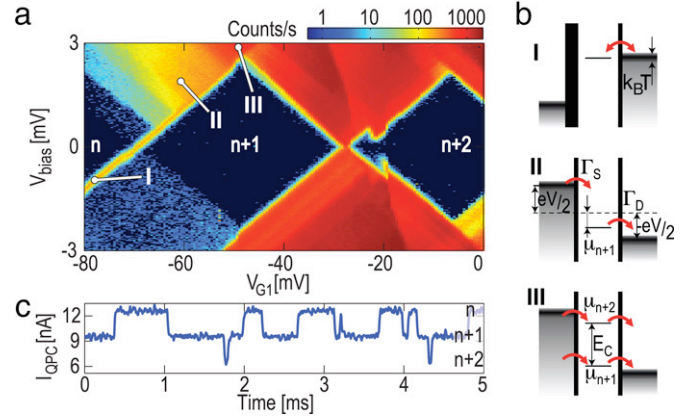 a
Counts/s
1 10 100 1000
b
3
0
-3
V_bias [mV]
n
n+1
n+2
I
II
III
-80 -60 -40 -20 0
V_G1 [mV]
I
k_B T
II
Γ_S
Γ_D
eV/2
eV/2
μ_n+1
III
μ_n+2
E_C
μ_n+1
c
I_QPC [nA]
12
9
6
n
n+1
n+2
0 1 2 3 4 5
Time [ms]